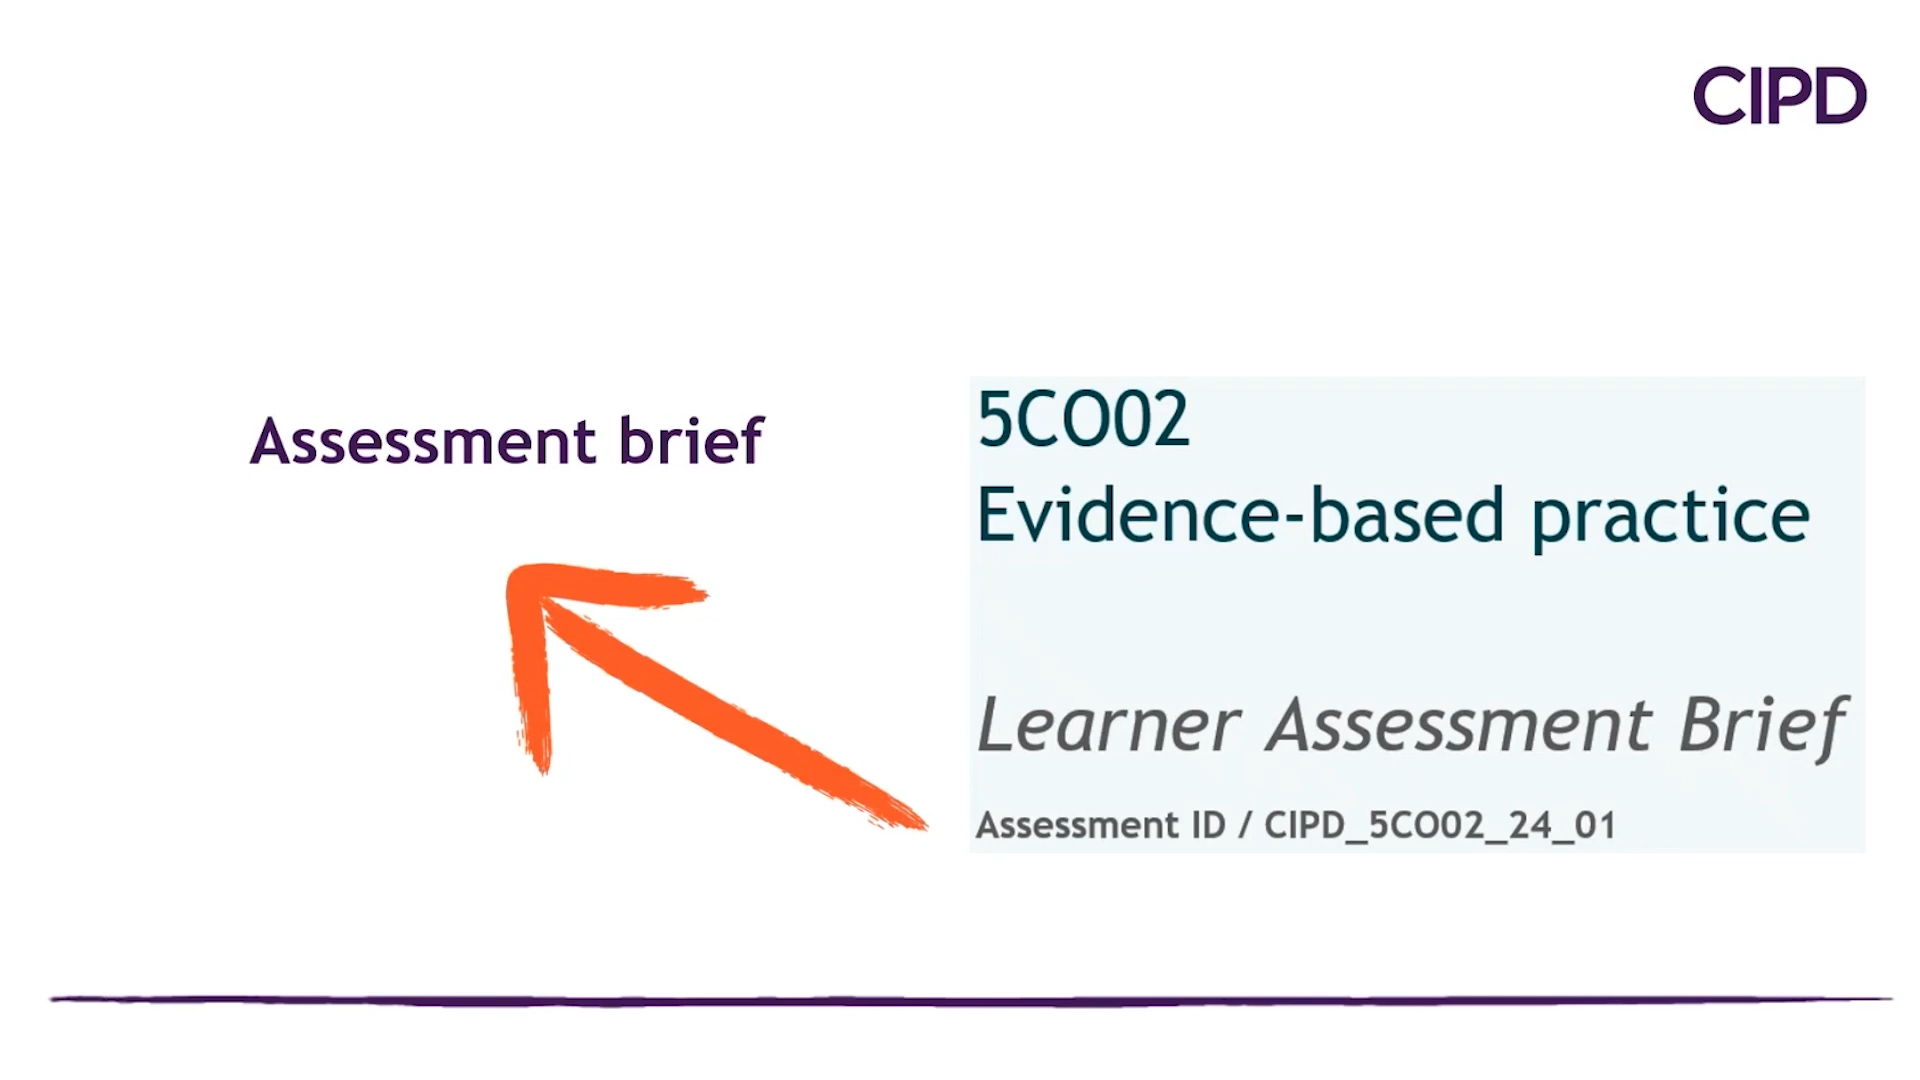 CIPD
Assessment brief
5CO02
Evidence-based practice
Learner Assessment Brief
Assessment ID / CIPD_5CO02_24_01